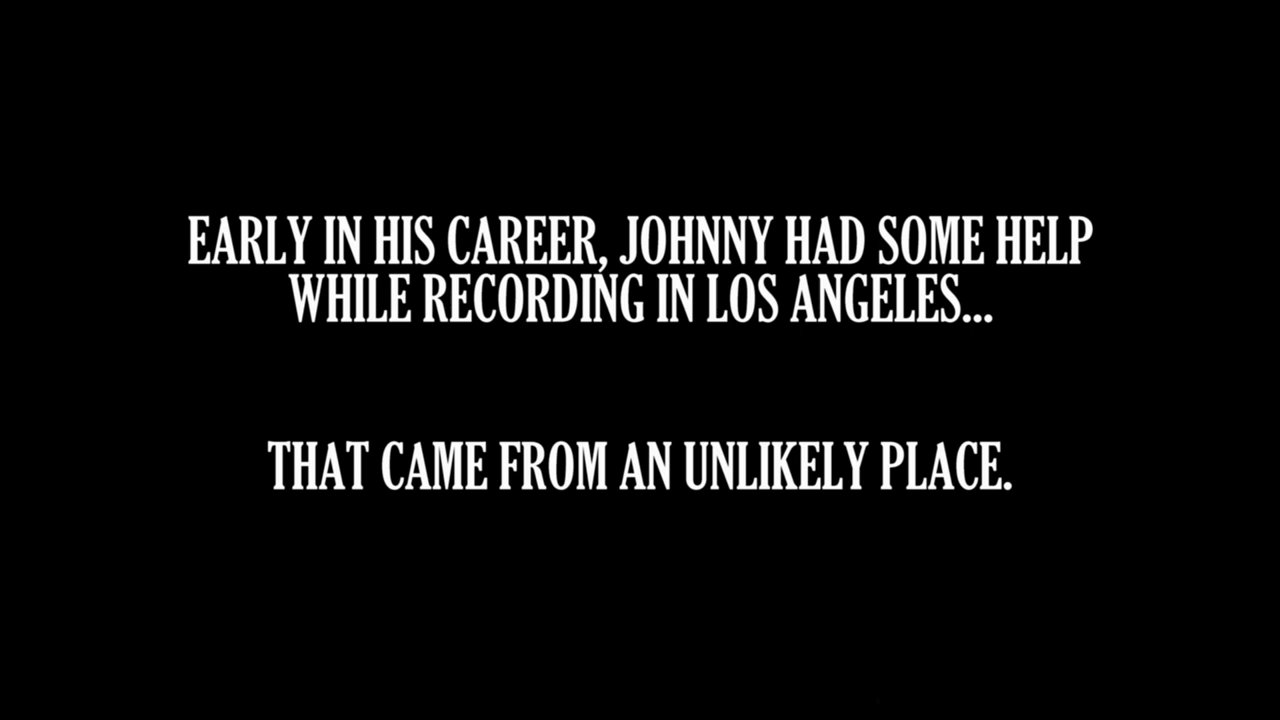 EARLY IN HIS CAREER, JOHNNY HAD SOME HELP
WHILE RECORDING IN LOS ANGELES...
THAT CAME FROM AN UNLIKELY PLACE.